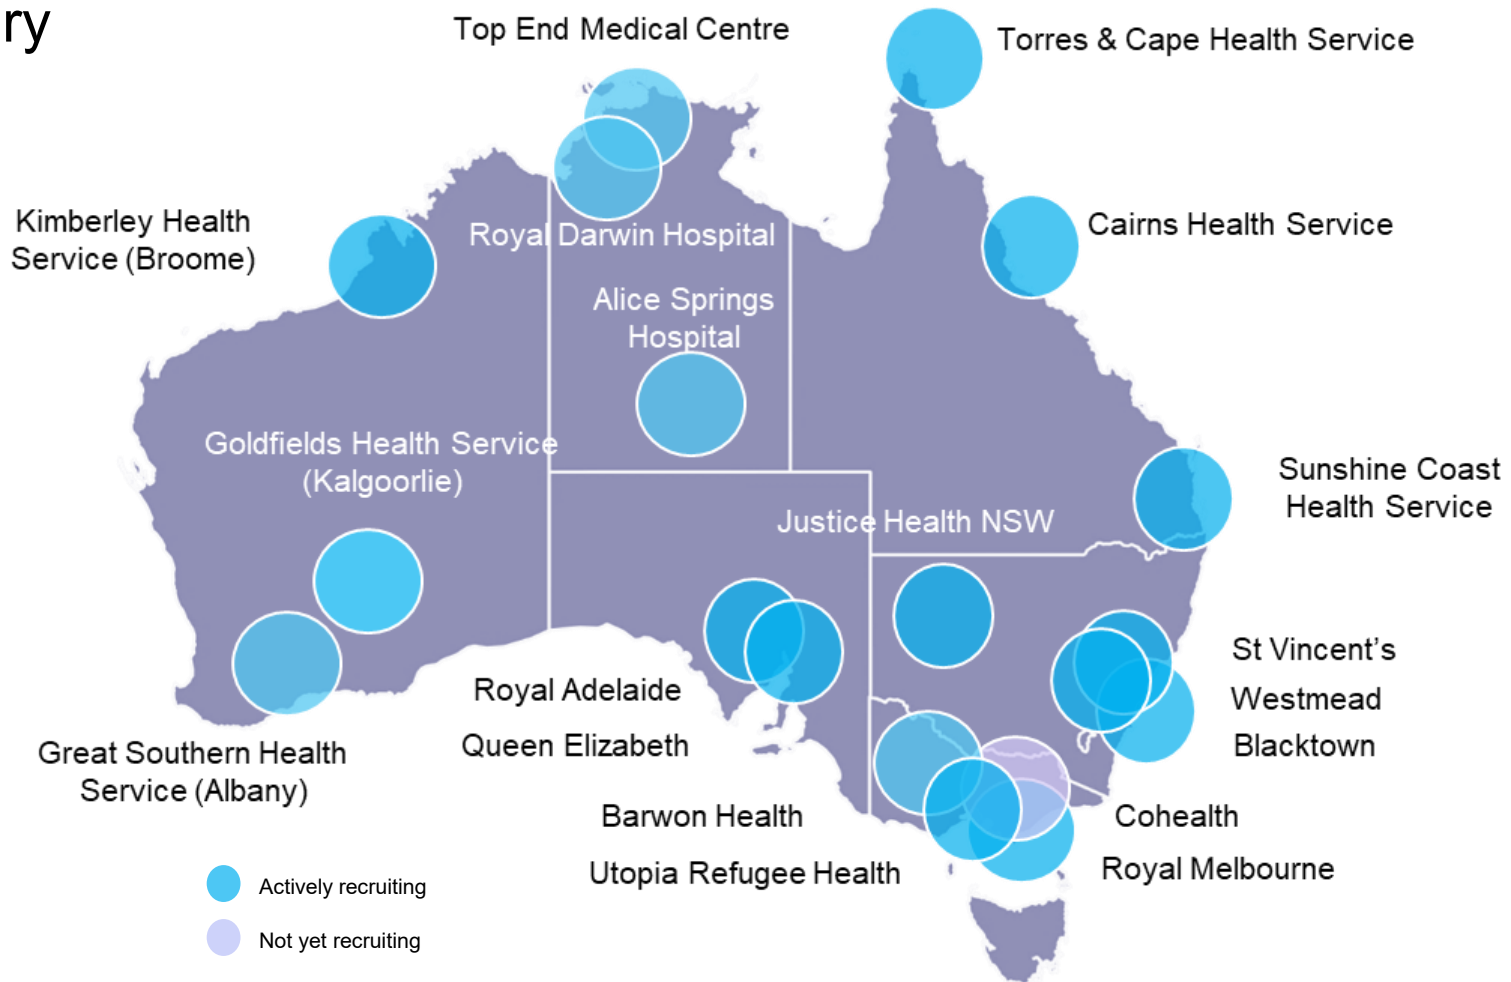 ry
Top End Medical Centre
Torres & Cape Health Service
Kimberley Health
Service (Broome)
Royal Darwin Hospital
Cairns Health Service
Alice Springs
Hospital
Goldfields Health Service
(Kalgoorlie)
Sunshine Coast
Health Service
Justice Health NSW
St Vincent’s
Westmead
Blacktown
Royal Adelaide
Queen Elizabeth
Great Southern Health
Service (Albany)
Barwon Health
Utopia Refugee Health
Cohealth
Royal Melbourne
Actively recruiting
Not yet recruiting